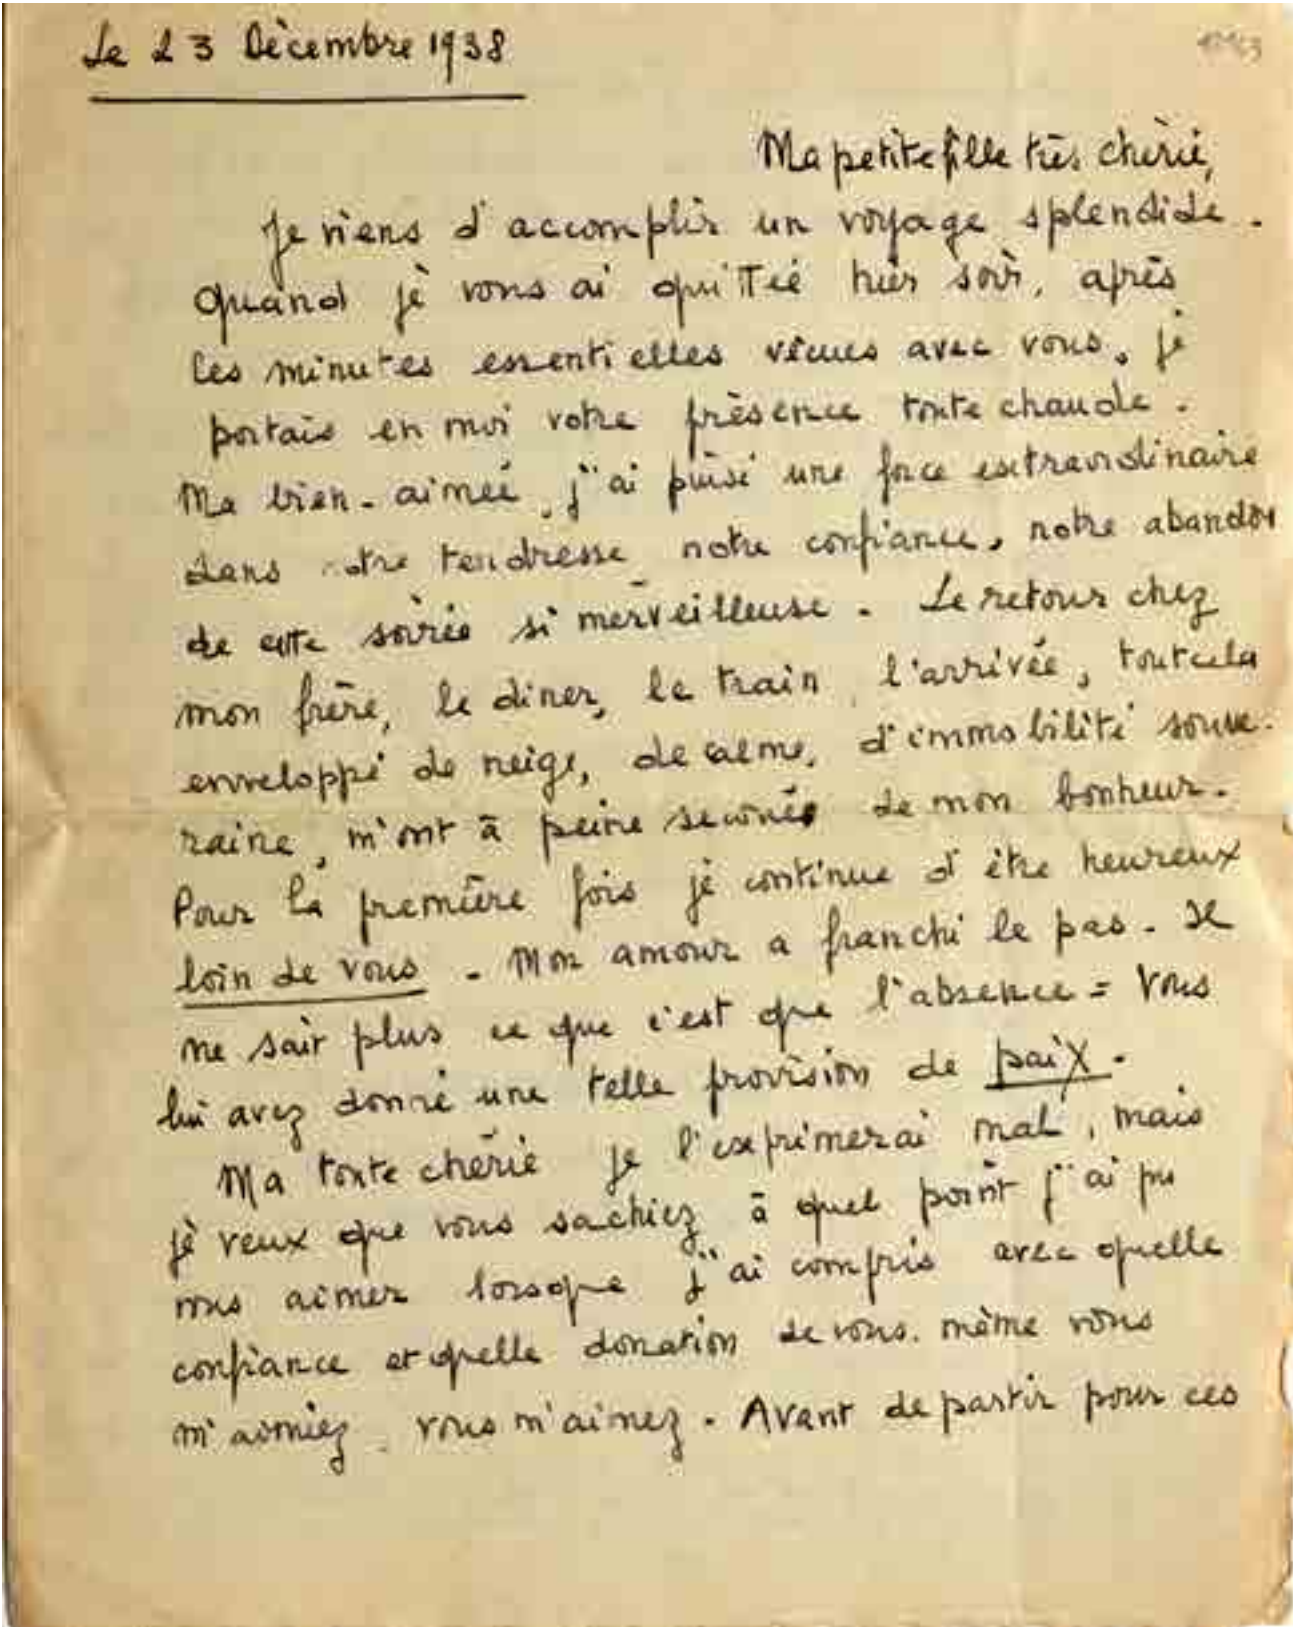 Le 23 Décembre 1938
Ma petite fille très chérie,
Je viens d'accomplir un voyage splendide.
Quand je vous ai quittée hier soir, après
les minutes essentielles vécues avec vous, je
portais en moi votre présence toute chaude.
Ma bien-aimée, j'ai puisé une force extraordinaire
dans notre tendresse, notre confiance, notre abandon
de cette soirée si merveilleuse. Le retour chez
mon frère, le diner, le train, l'arrivée, tout cela
enveloppé de neige, de calme, d'immobilité souve-
raine, m'ont à peine secoués de mon bonheur.
Pour la première fois je continue d'être heureux
loin de vous. Mon amour a franchi le pas. Il
ne sait plus ce que c'est que l'absence = Vous
lui avez donné une telle provision de paix.
Ma toute chérie je l'exprimerai mal, mais
je veux que vous sachiez à quel point j'ai pu
vous aimer lorsque j'ai compris avec quelle
confiance et quelle donation de vous-même vous
m'aimiez, vous m'aimez. Avant de partir pour ces